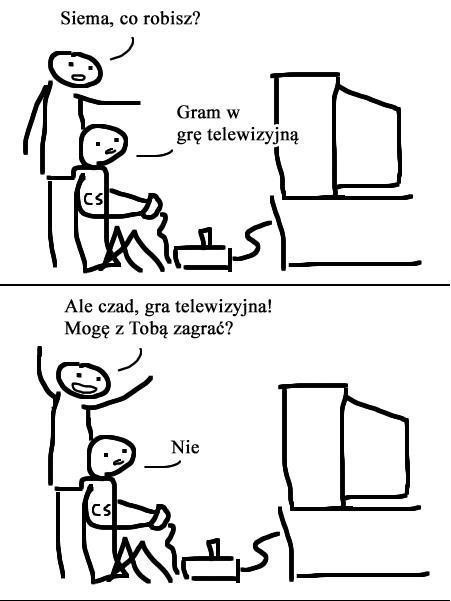 Siema, co robisz?
Gram w
grę telewizyjną
CS
Ale czad, gra telewizyjna!
Mogę z Tobą zagrać?
Nie
CS